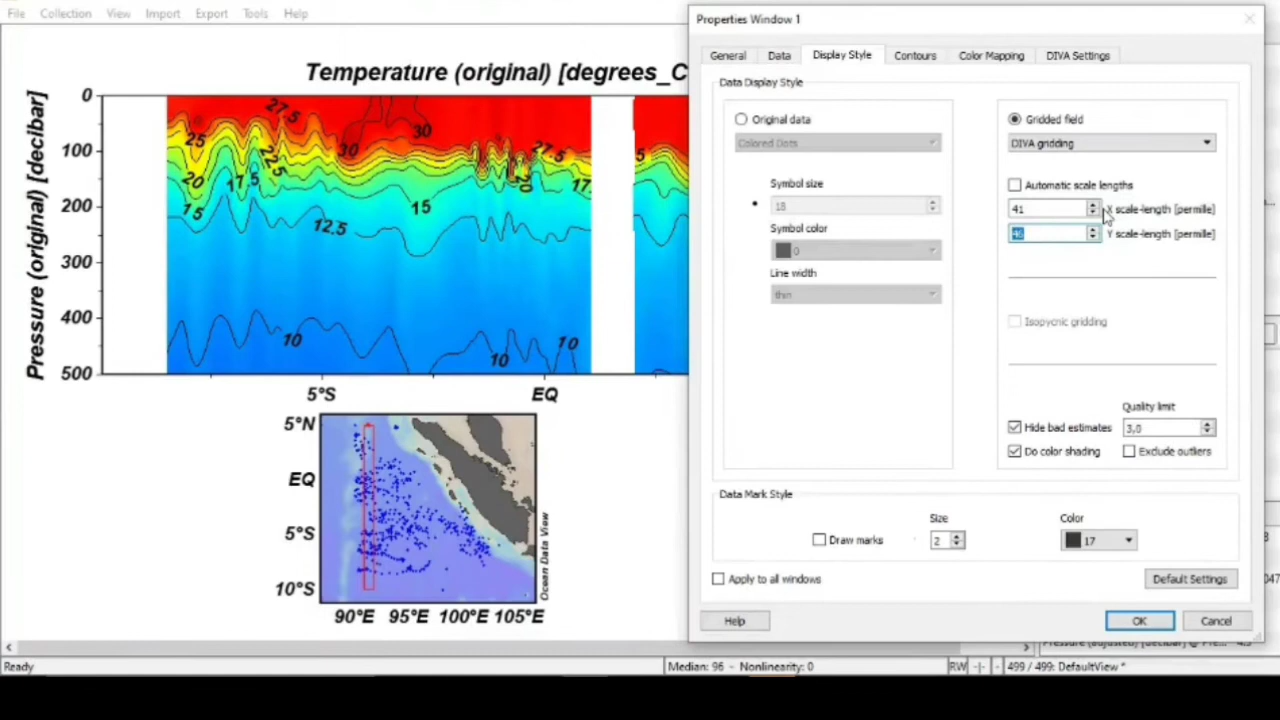 File Collection View Import Export Tools Help
Properties Window 1
General Data Display Style Contours Color Mapping DIVA Settings
Data Display Style
Original data
Colored Dots
Symbol size
18
Symbol color
0
Line width
thin
Gridded field
DIVA gridding
Automatic scale lengths
41 X scale-length [permille]
Y scale-length [permille]
Isopycnic gridding
Quality limit
Hide bad estimates 3,0
Do color shading Exclude outliers
Data Mark Style
Size Color
Draw marks 2 17
Apply to all windows Default Settings
Help OK Cancel
Temperature (original) [degrees_C
Pressure (original) [decibar]
0
100
200
300
400
500
27.5 30 25 30 27.5 5
22.5 20 17.5 20 17.
15 15
12.5
10 10 10
5°S EQ
5°N
EQ
5°S
10°S
90°E 95°E 100°E 105°E
Ocean Data View
Ready Median: 96 - Nonlinearity: 0 RW 499 / 499: DefaultView *